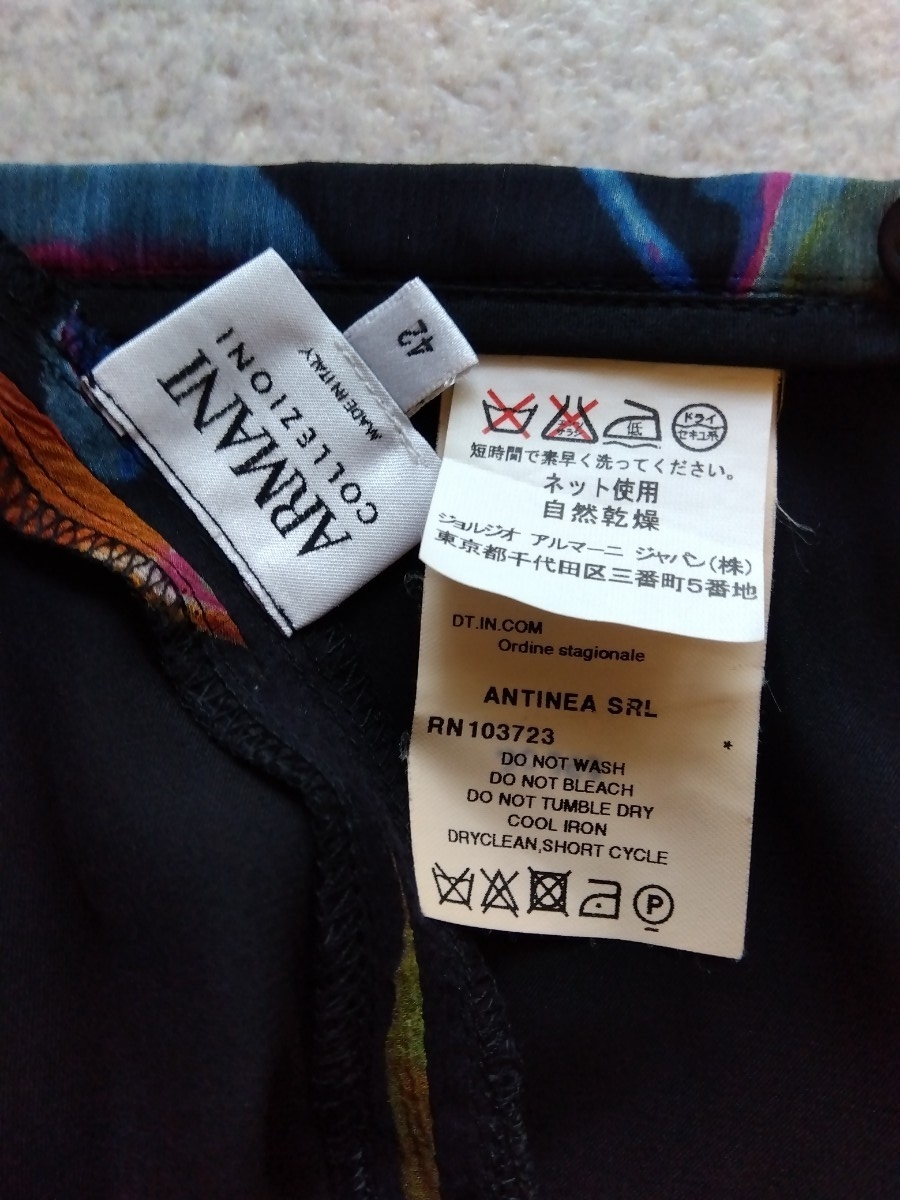 ARMANI
COLLEZIONI
MADE IN ITALY
42
低
ドライ
セキユ系
短時間で素早く洗ってください。
ネット使用
自然乾燥
ジョルジオ アルマーニ ジャパン(株)
東京都千代田区三番町5番地
DT.IN.COM
Ordine stagionale
ANTINEA SRL
RN 103723
*
DO NOT WASH
DO NOT BLEACH
DO NOT TUMBLE DRY
COOL IRON
DRYCLEAN,SHORT CYCLE
P